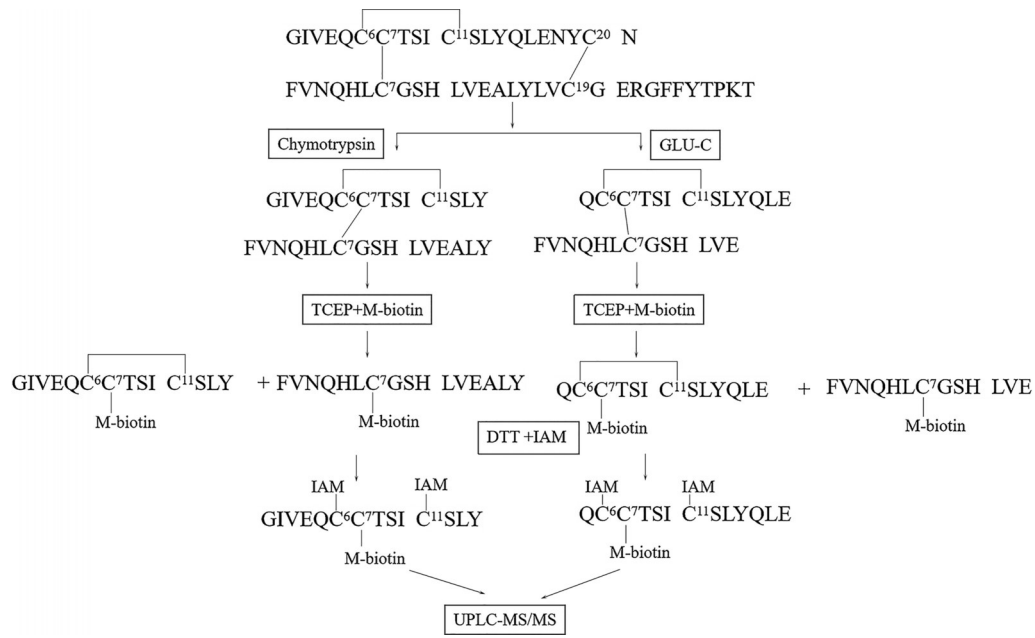 GIVEQC⁶C⁷TSI C¹¹SLYQLENYC²⁰ N
FVNQHLC⁷GSH LVEALYLVC¹⁹G ERGFFYTPKT
Chymotrypsin
GLU-C
GIVEQC⁶C⁷TSI C¹¹SLY
QC⁶C⁷TSI C¹¹SLYQLE
FVNQHLC⁷GSH LVEALY
FVNQHLC⁷GSH LVE
TCEP+M-biotin
TCEP+M-biotin
GIVEQC⁶C⁷TSI C¹¹SLY
+
FVNQHLC⁷GSH LVEALY
QC⁶C⁷TSI C¹¹SLYQLE
+
FVNQHLC⁷GSH LVE
M-biotin
M-biotin
M-biotin
M-biotin
DTT +IAM
IAM
IAM
IAM
IAM
GIVEQC⁶C⁷TSI C¹¹SLY
QC⁶C⁷TSI C¹¹SLYQLE
M-biotin
M-biotin
UPLC-MS/MS